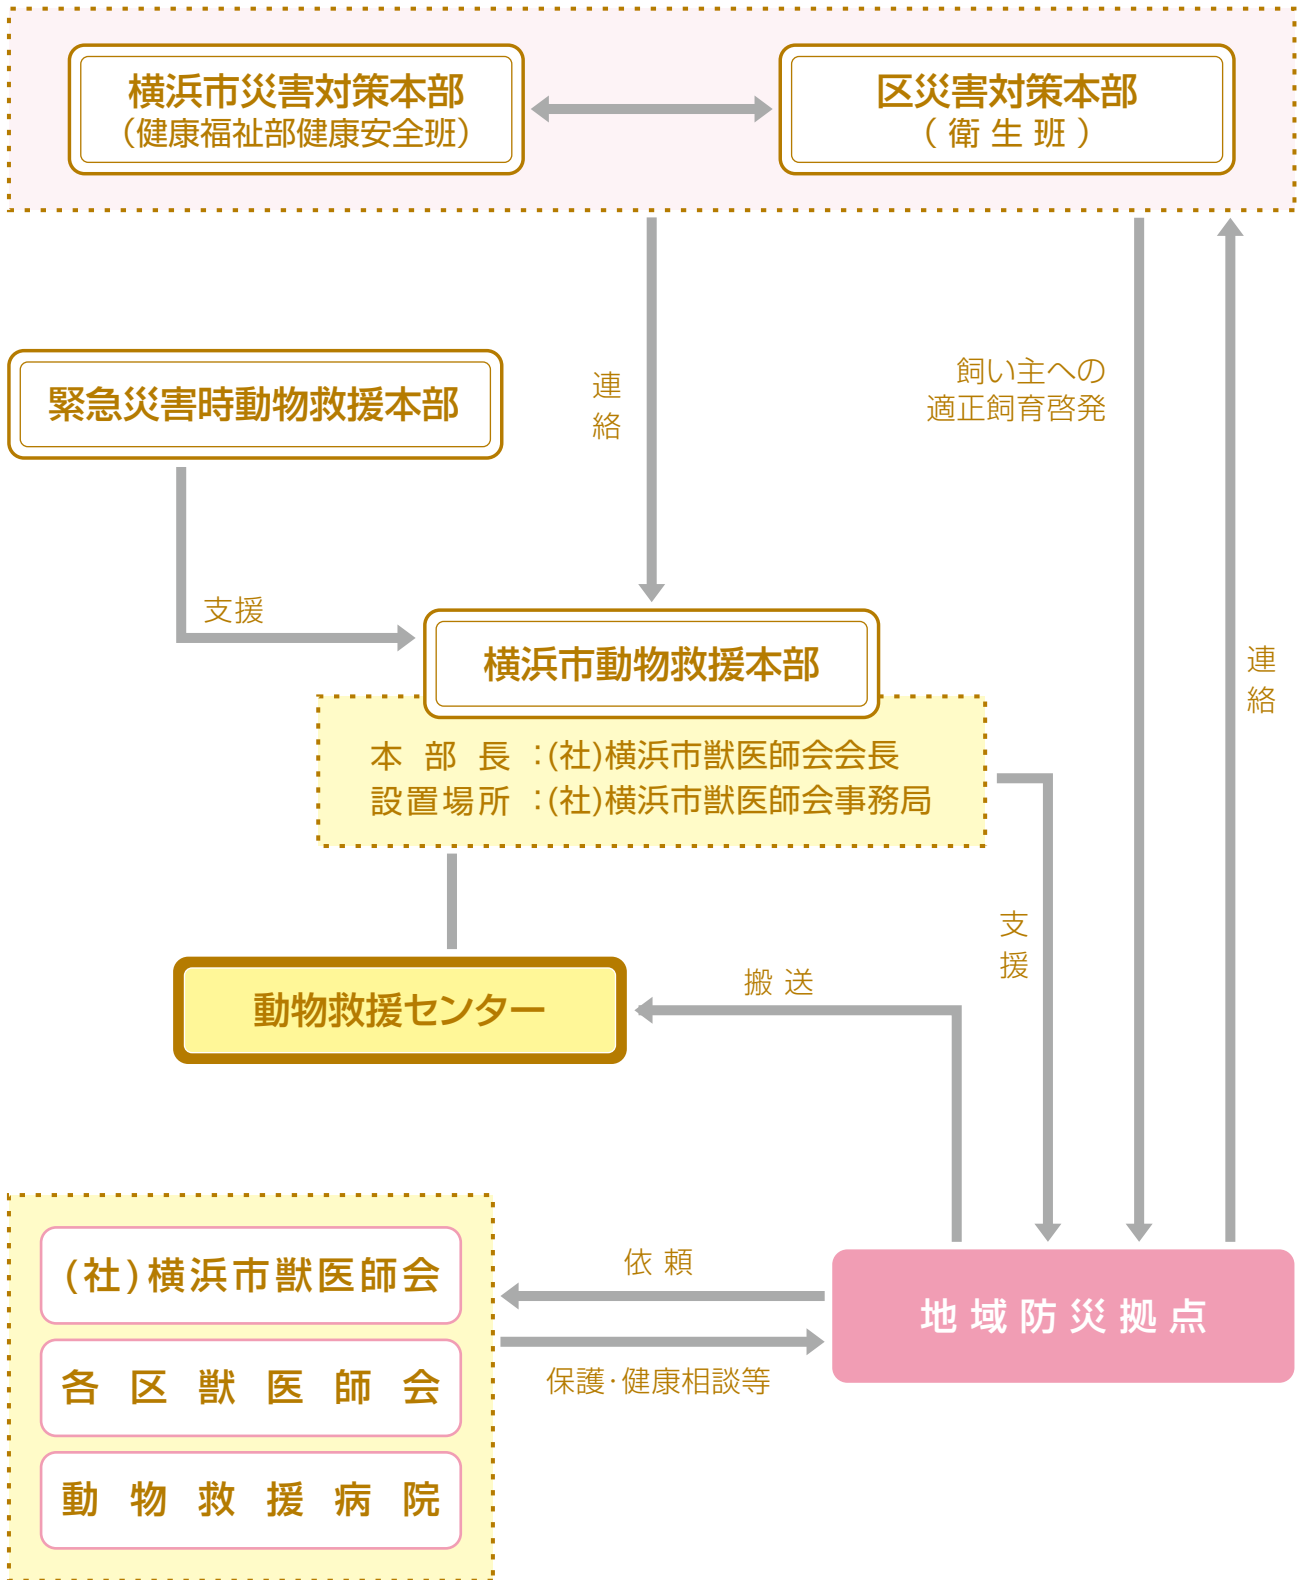 横浜市災害対策本部
（健康福祉部健康安全班）
区災害対策本部
（衛生班）
連絡
飼い主への
適正飼育啓発
緊急災害時動物救援本部
支援
横浜市動物救援本部
連絡
本部長：(社)横浜市獣医師会会長
設置場所：(社)横浜市獣医師会事務局
支援
動物救援センター
搬送
(社)横浜市獣医師会
各区獣医師会
動物救援病院
依頼
保護・健康相談等
地域防災拠点